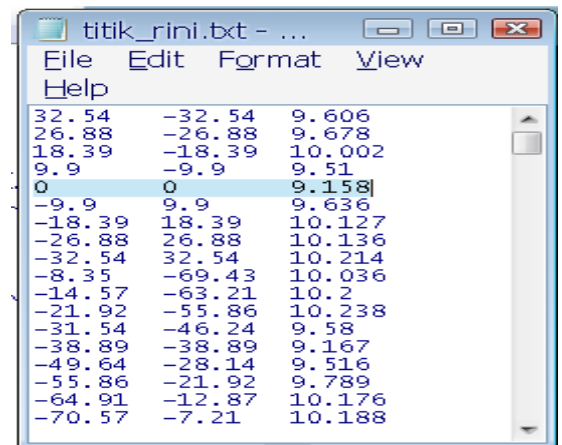 titik_rini.txt - ...
File Edit Format View
Help
32.54 -32.54 9.606
26.88 -26.88 9.678
18.39 -18.39 10.002
9.9 -9.9 9.51
0 0 9.158
-9.9 9.9 9.636
-18.39 18.39 10.127
-26.88 26.88 10.136
-32.54 32.54 10.214
-8.35 -69.43 10.036
-14.57 -63.21 10.2
-21.92 -55.86 10.238
-31.54 -46.24 9.58
-38.89 -38.89 9.167
-49.64 -28.14 9.516
-55.86 -21.92 9.789
-64.91 -12.87 10.176
-70.57 -7.21 10.188